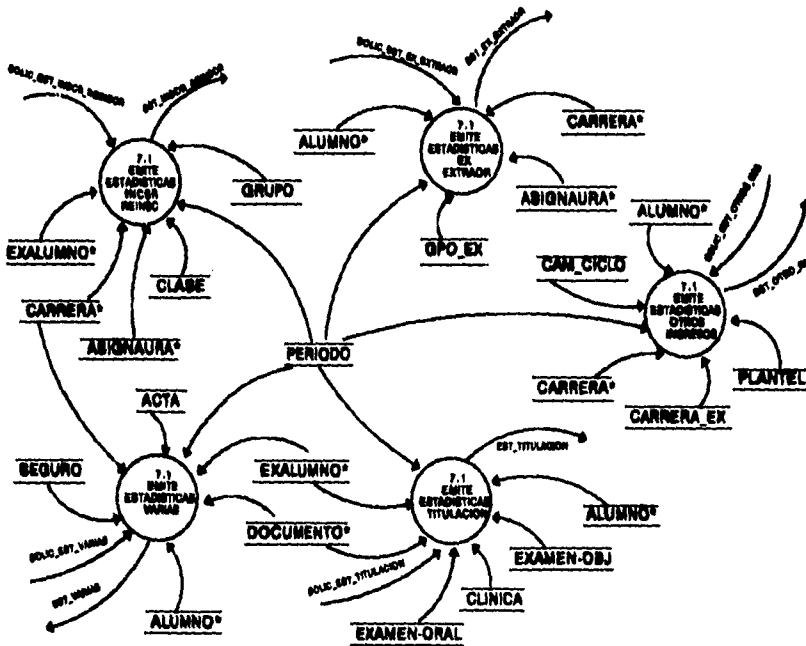 SOLIC_EST_EX_EXTRAOR
EST_EX_EXTRAOR
ALUMNO*
CARRERA*
7.1
EMITE
ESTADISTICAS
EX
EXTRAOR
ASIGNAURA*
GPO_EX
7.1
EMITE
ESTADISTICAS
INCSR
REINSC
GRUPO
EXALUMNO*
CLASE
CARRERA*
ASIGNAURA*
PERIODO
ALUMNO*
CAM_CICLO
7.1
EMITE
ESTADISTICAS
OTROS
INGRESOS
CARRERA*
PLANTEL
CARRERA_EX
ACTA
SEGURO
7.1
EMITE
ESTADISTICAS
VARIAS
SOLIC_EST_VARIAS
EST_VARIAS
ALUMNO*
EXALUMNO*
DOCUMENTO*
EST_TITULACION
7.1
EMITE
ESTADISTICAS
TITULACION
ALUMNO*
EXAMEN-OBJ
SOLIC_EST_TITULACION
CLINICA
EXAMEN-ORAL